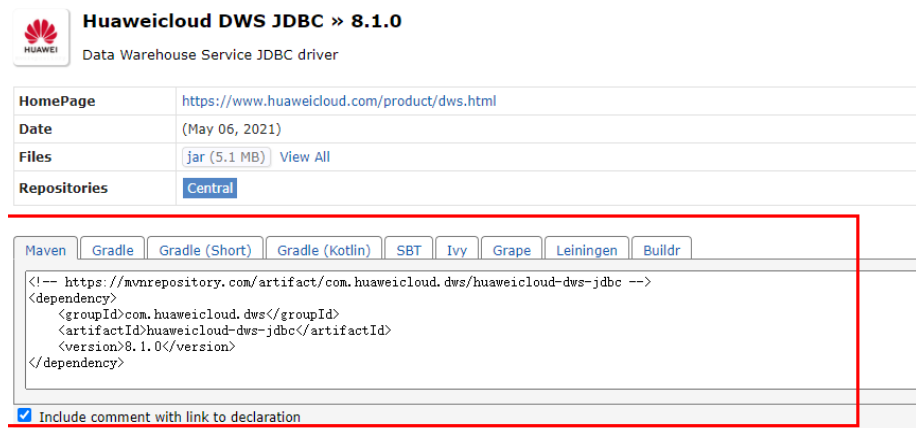 HUAWEI
Huaweicloud DWS JDBC » 8.1.0
Data Warehouse Service JDBC driver
HomePage https://www.huaweicloud.com/product/dws.html
Date (May 06, 2021)
Files jar (5.1 MB) View All
Repositories Central
Maven Gradle Gradle (Short) Gradle (Kotlin) SBT Ivy Grape Leiningen Buildr
<!-- https://mvnrepository.com/artifact/com.huaweicloud.dws/huaweicloud-dws-jdbc -->
<dependency>
    <groupId>com.huaweicloud.dws</groupId>
    <artifactId>huaweicloud-dws-jdbc</artifactId>
    <version>8.1.0</version>
</dependency>
Include comment with link to declaration